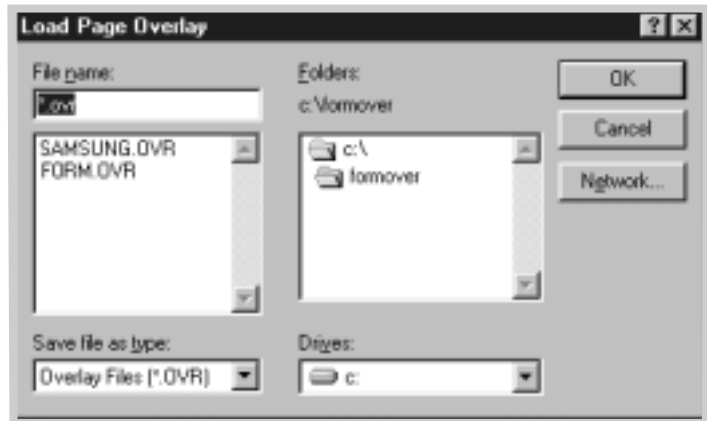 Load Page Overlay
File name:
*.ovr
SAMSUNG.OVR
FORM.OVR
Save file as type:
Overlay Files (*.OVR)
Folders:
c:\formover
c:\
formover
Drives:
c:
OK
Cancel
Network...